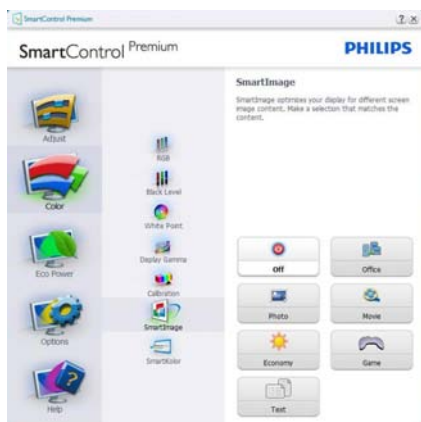 SmartControl Premium
SmartControl Premium
PHILIPS
Adjust
Color
Eco Power
Options
Help
RGB
Black Level
White Point
Display Gamma
Calibration
SmartImage
SmartKolor
SmartImage
SmartImage optimizes your display for different screen
image content. Make a selection that matches the
content.
Off
Office
Photo
Movie
Economy
Game
Text